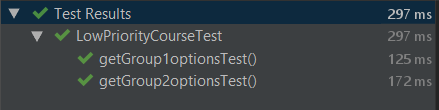 Test Results 297 ms
LowPriorityCourseTest 297 ms
getGroup1optionsTest() 125 ms
getGroup2optionsTest() 172 ms